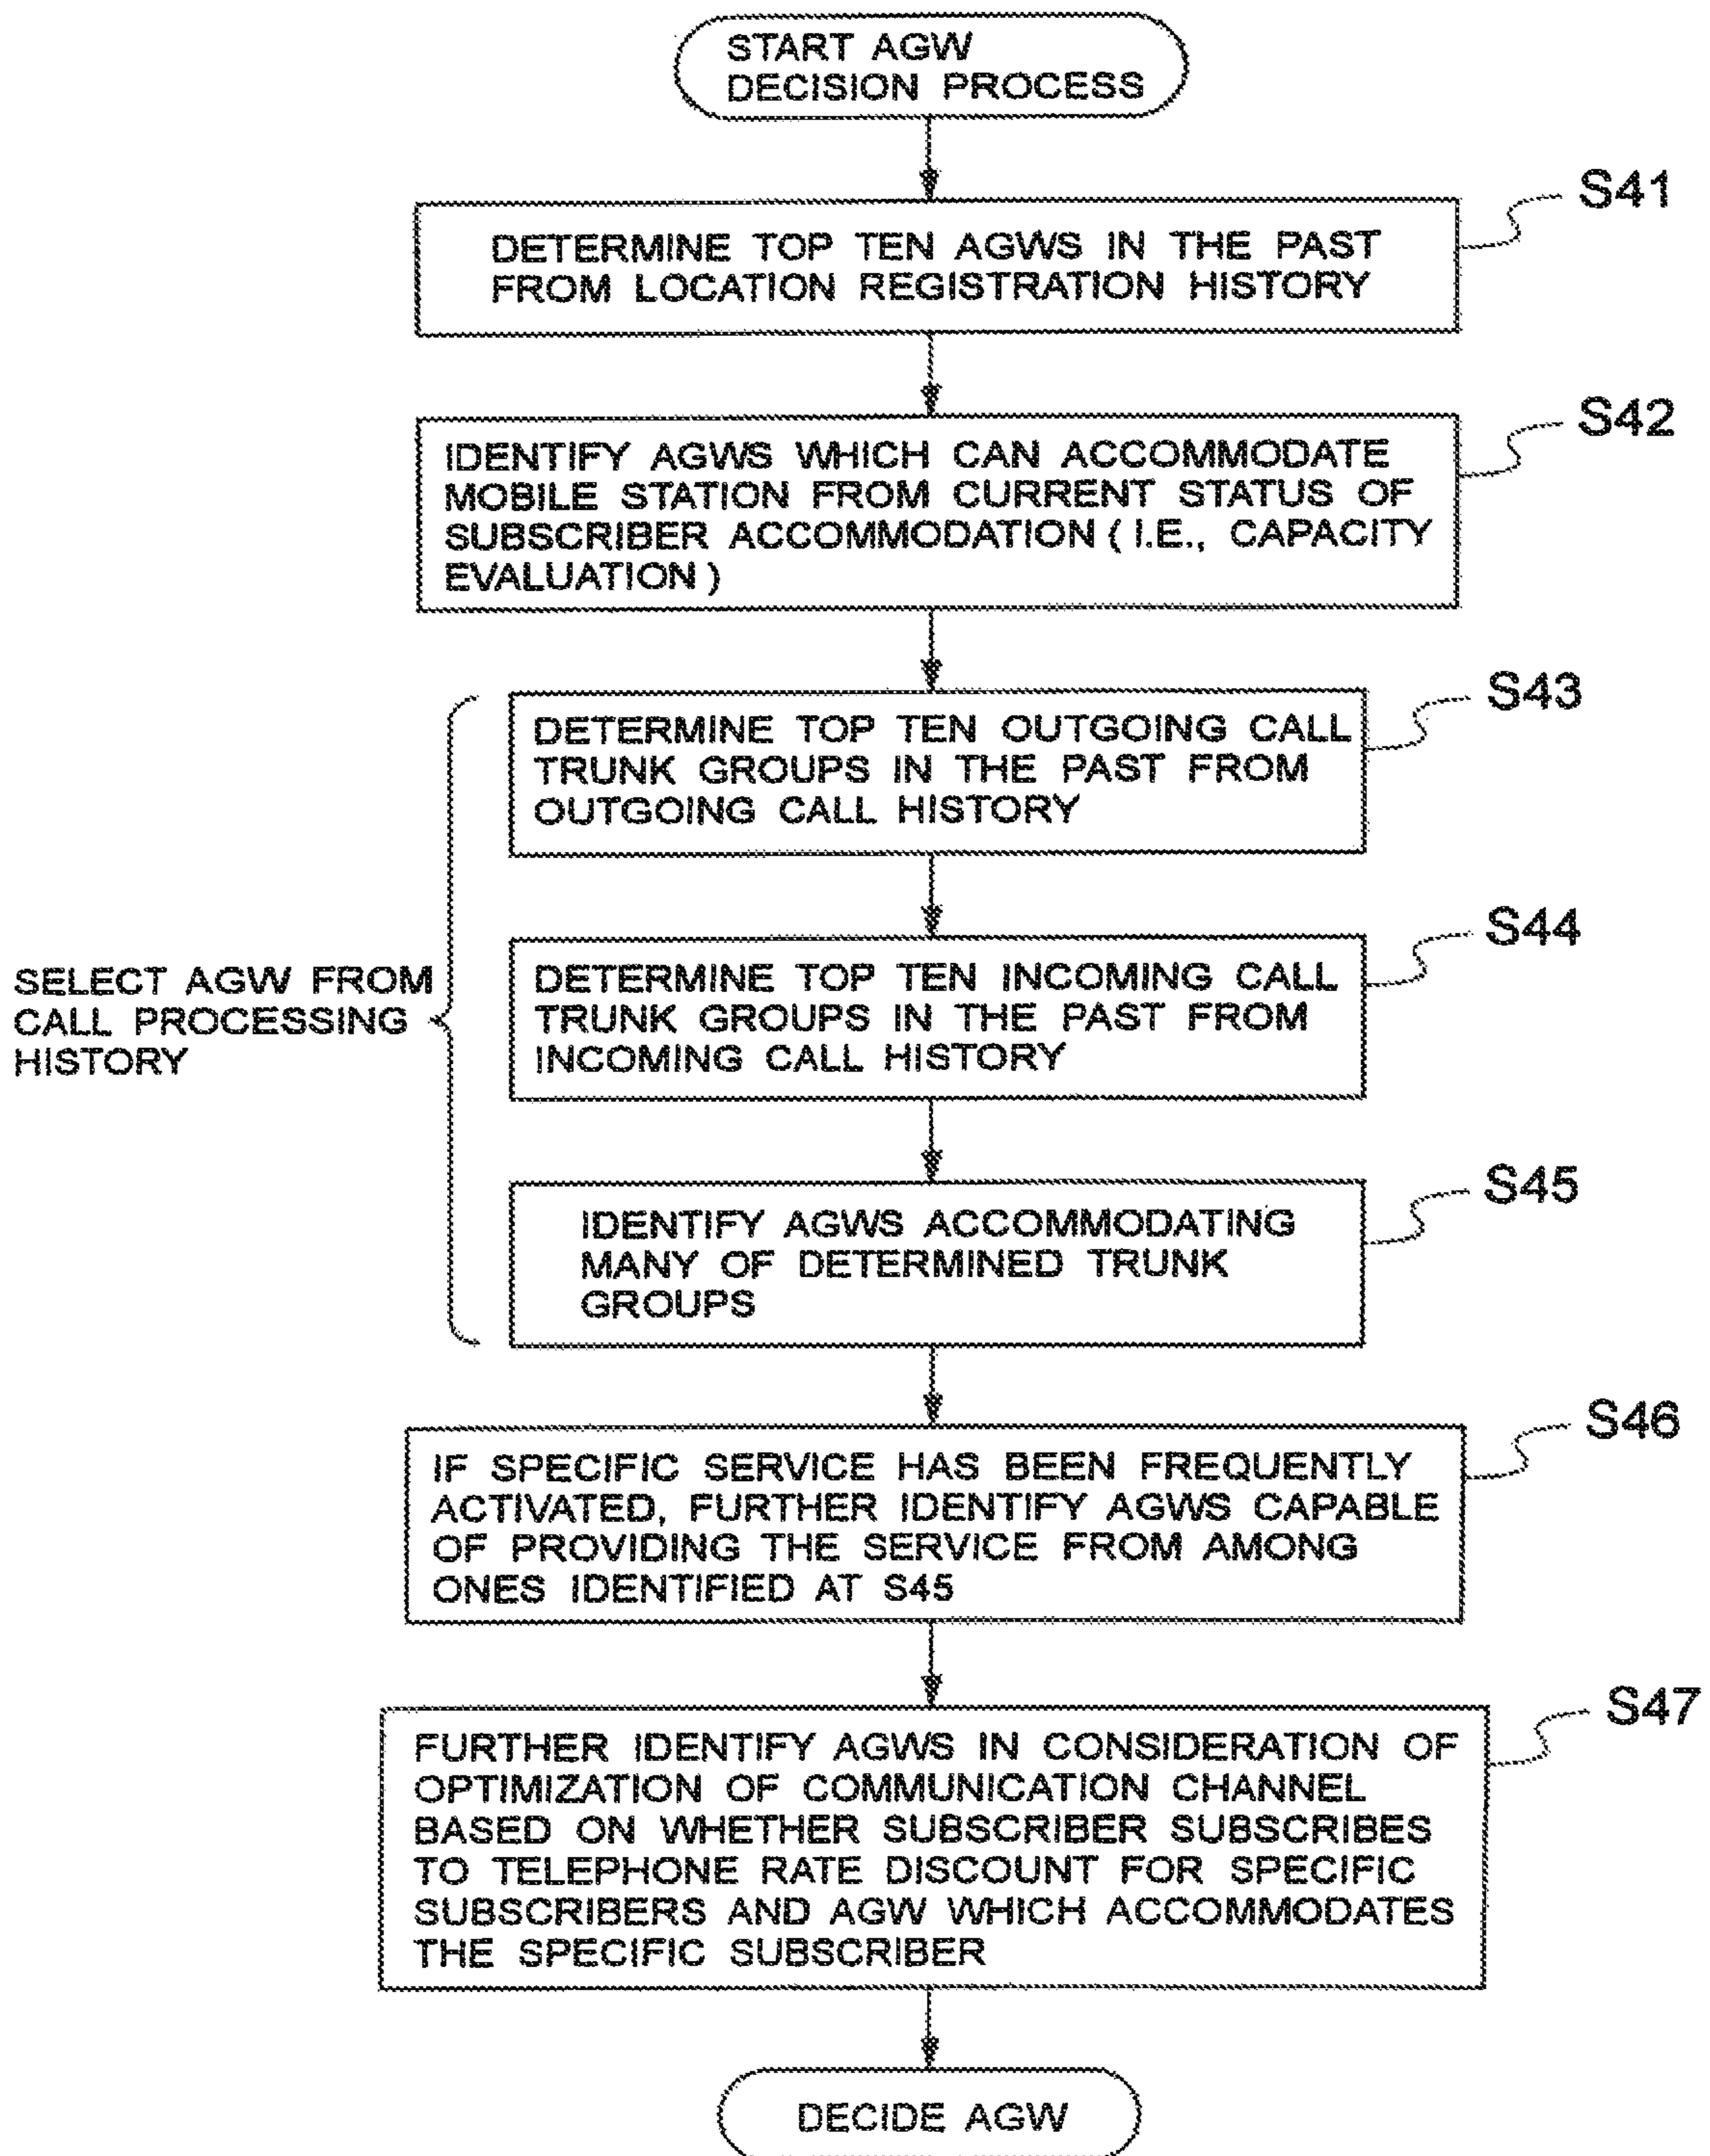 START AGW
DECISION PROCESS
S41
DETERMINE TOP TEN AGWS IN THE PAST
FROM LOCATION REGISTRATION HISTORY
S42
IDENTIFY AGWS WHICH CAN ACCOMMODATE
MOBILE STATION FROM CURRENT STATUS OF
SUBSCRIBER ACCOMMODATION ( I.E., CAPACITY
EVALUATION )
S43
DETERMINE TOP TEN OUTGOING CALL
TRUNK GROUPS IN THE PAST FROM
OUTGOING CALL HISTORY
S44
DETERMINE TOP TEN INCOMING CALL
TRUNK GROUPS IN THE PAST FROM
INCOMING CALL HISTORY
SELECT AGW FROM
CALL PROCESSING
HISTORY
S45
IDENTIFY AGWS ACCOMMODATING
MANY OF DETERMINED TRUNK
GROUPS
S46
IF SPECIFIC SERVICE HAS BEEN FREQUENTLY
ACTIVATED, FURTHER IDENTIFY AGWS CAPABLE
OF PROVIDING THE SERVICE FROM AMONG
ONES IDENTIFIED AT S45
S47
FURTHER IDENTIFY AGWS IN CONSIDERATION OF
OPTIMIZATION OF COMMUNICATION CHANNEL
BASED ON WHETHER SUBSCRIBER SUBSCRIBES
TO TELEPHONE RATE DISCOUNT FOR SPECIFIC
SUBSCRIBERS AND AGW WHICH ACCOMMODATES
THE SPECIFIC SUBSCRIBER
DECIDE AGW